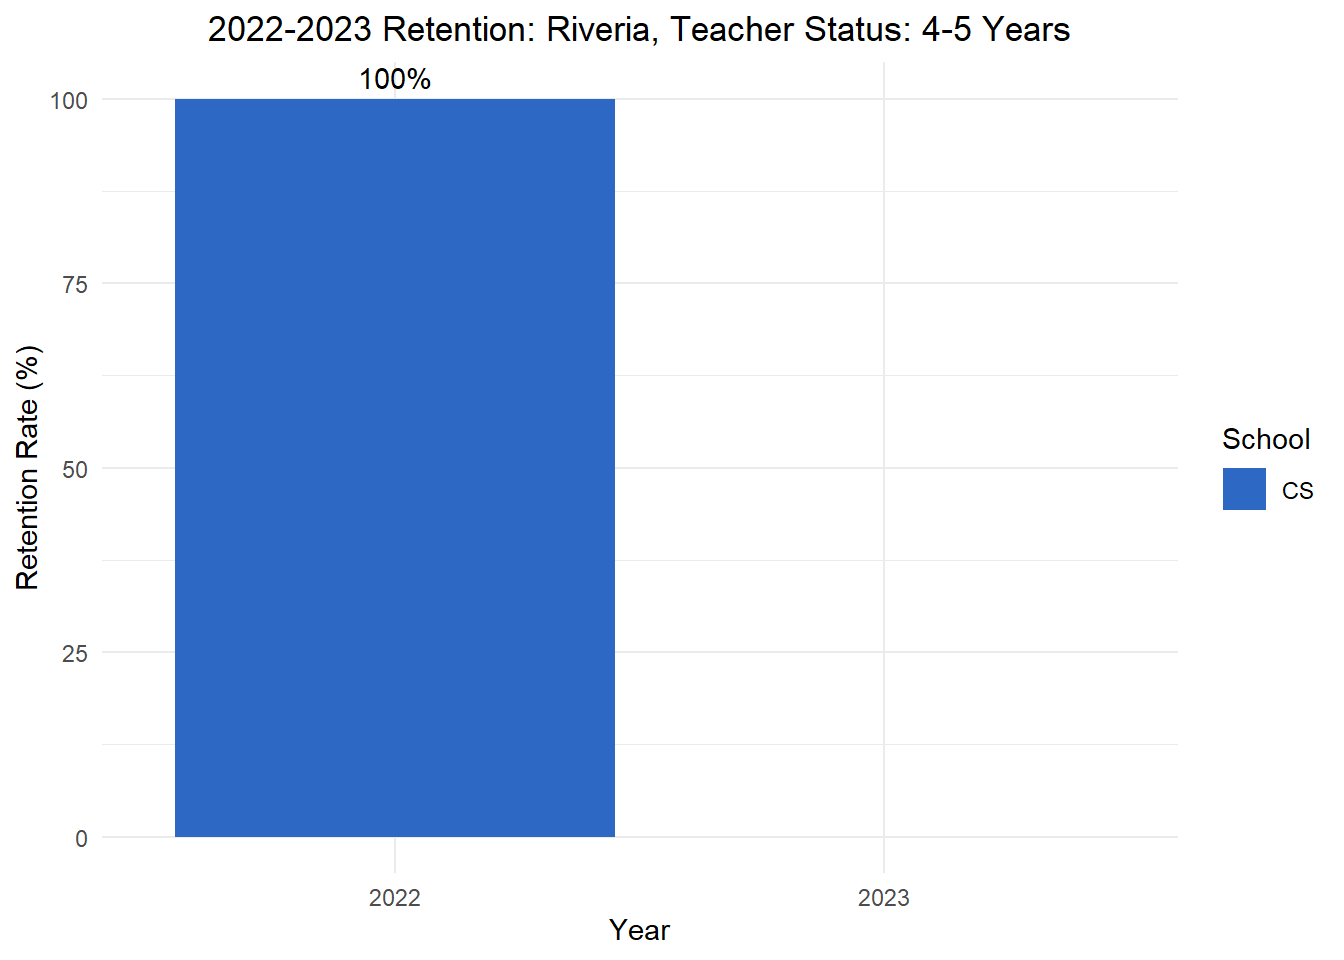 2022-2023 Retention: Riveria, Teacher Status: 4-5 Years
100%
100
75
50
25
0
Retention Rate (%)
2022
2023
Year
School
CS